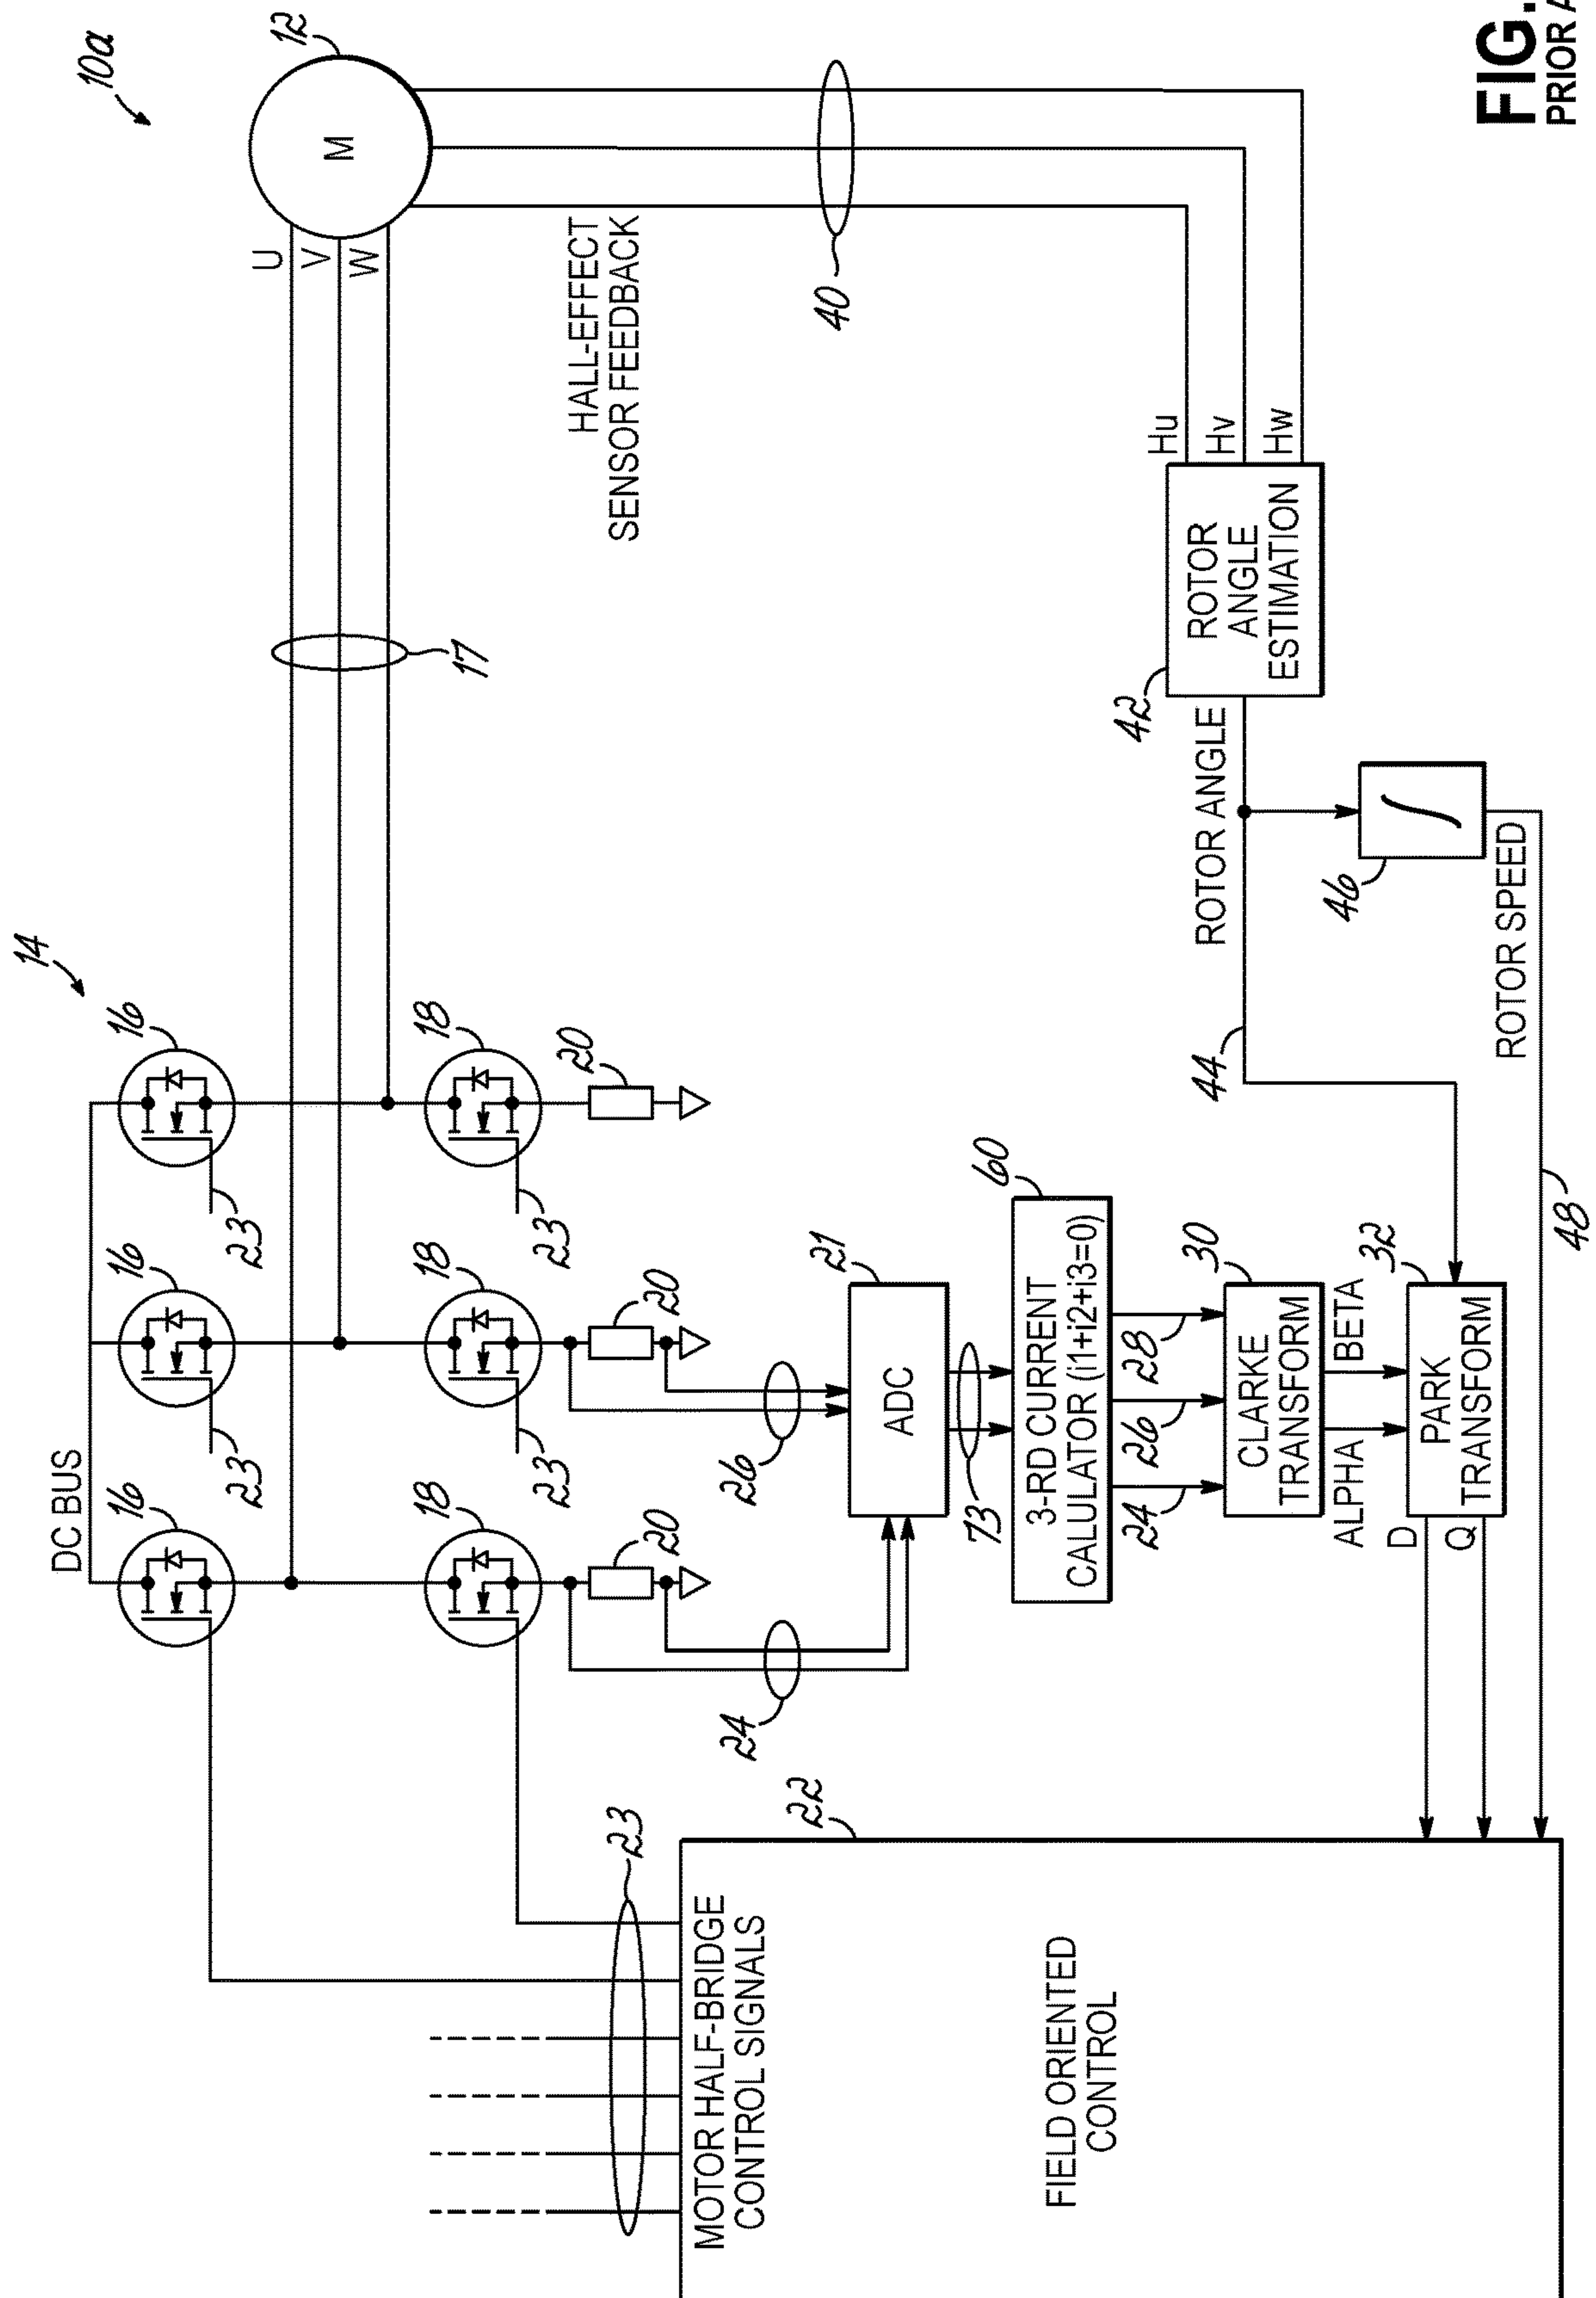 10a
12
M
U
V
W
17
HALL-EFFECT
SENSOR FEEDBACK
40
Hu
Hv
Hw
ROTOR
ANGLE
ESTIMATION
42
ROTOR ANGLE
44
46
ROTOR SPEED
48
14
DC BUS
16
16
16
18
18
18
20
20
20
23
23
23
23
24
26
21
ADC
73
60
3-RD CURRENT
CALULATOR (i1+i2+i3=0)
24
26
28
30
CLARKE
TRANSFORM
ALPHA
BETA
32
PARK
TRANSFORM
D
Q
22
23
MOTOR HALF-BRIDGE
CONTROL SIGNALS
FIELD ORIENTED
CONTROL
FIG.
PRIOR A